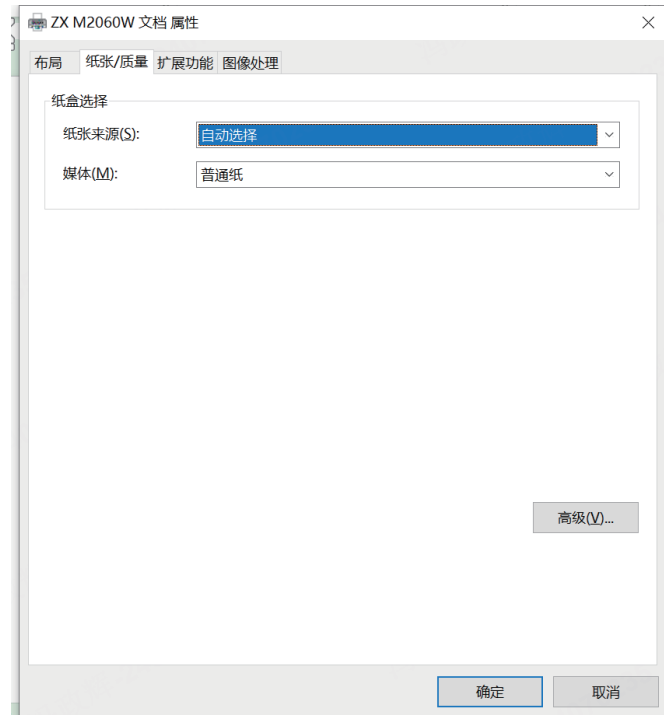 ZX M2060W 文档 属性
布局 纸张/质量 扩展功能 图像处理
纸盒选择
纸张来源(S): 自动选择
媒体(M): 普通纸
高级(V)...
确定 取消